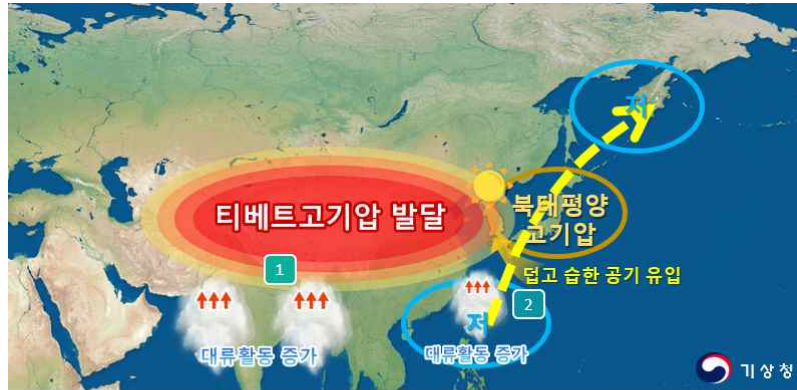 저
티베트고기압 발달
북태평양
고기압
덥고 습한 공기 유입
1
2
저
대류활동 증가
대류활동 증가
기상청